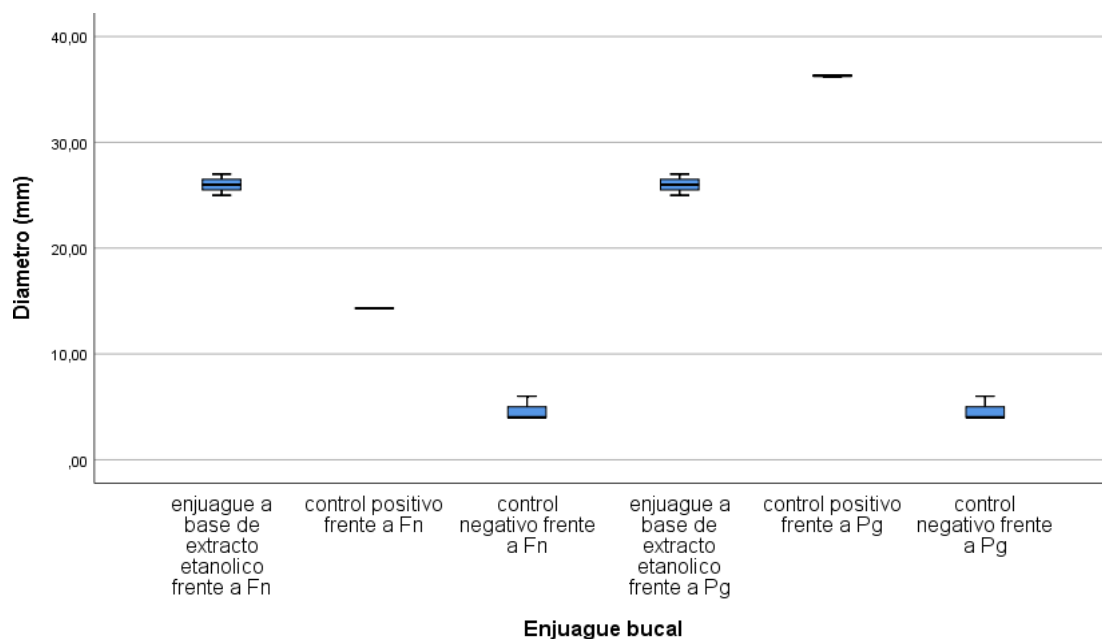 Diametro (mm)
40,00
30,00
20,00
10,00
,00
enjuague a
base de
extracto
etanolico
frente a Fn
control positivo
frente a Fn
control
negativo frente
a Fn
enjuague a
base de
extracto
etanolico
frente a Pg
control positivo
frente a Pg
control
negativo frente
a Pg
Enjuague bucal